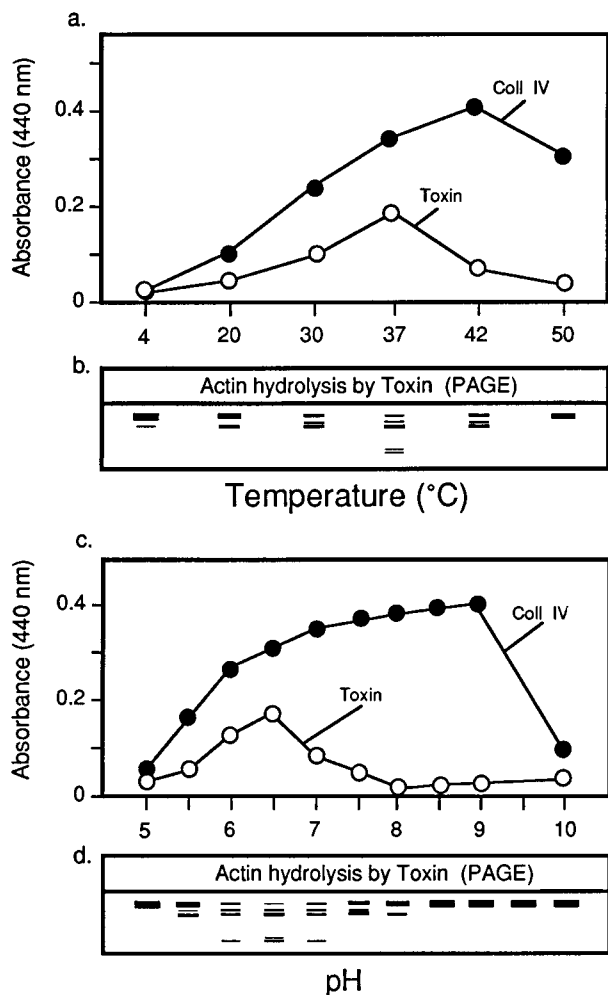 a.
Absorbance (440 nm)
0.4
0.2
0
Coll IV
Toxin
4 20 30 37 42 50
b.
Actin hydrolysis by Toxin (PAGE)
Temperature (°C)
c.
Absorbance (440 nm)
0.4
0.2
0
Coll IV
Toxin
5 6 7 8 9 10
d.
Actin hydrolysis by Toxin (PAGE)
pH